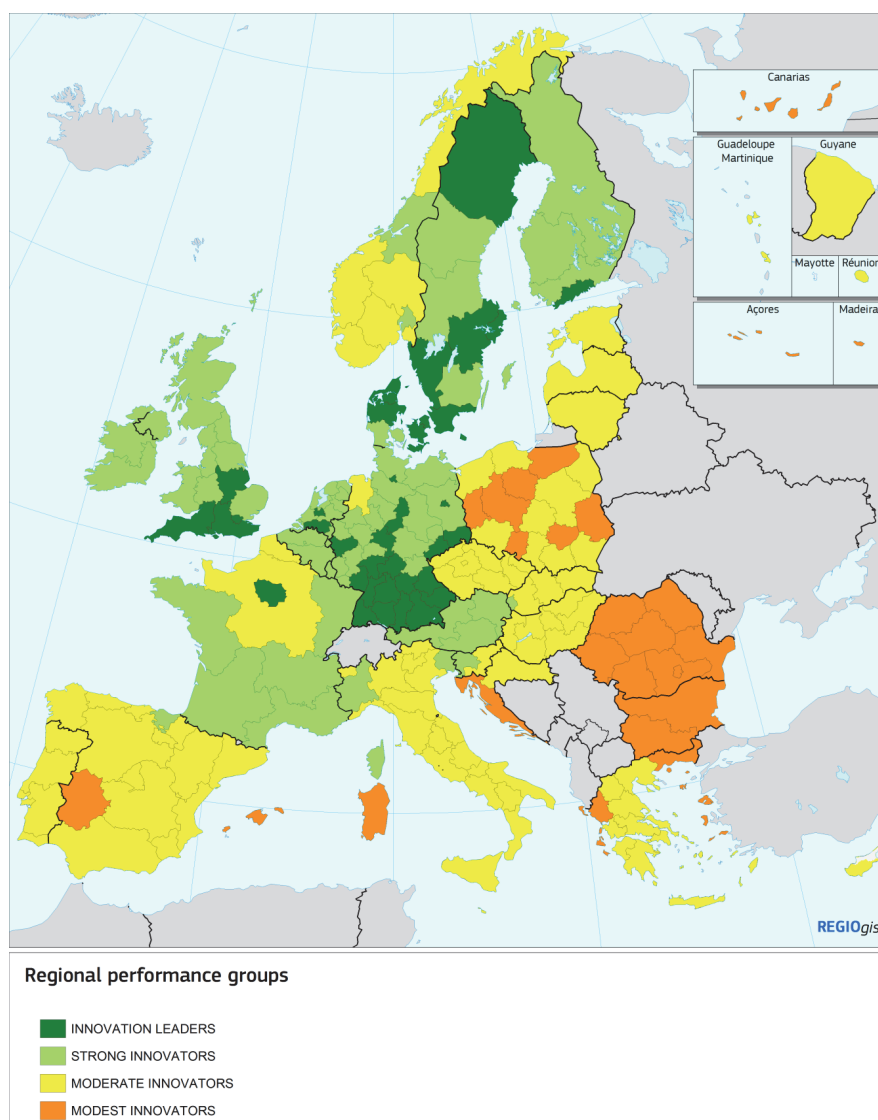 Canarias
Guadeloupe
Martinique
Guyane
Mayotte
Réunion
Açores
Madeira
REGIOgis
Regional performance groups
INNOVATION LEADERS
STRONG INNOVATORS
MODERATE INNOVATORS
MODEST INNOVATORS